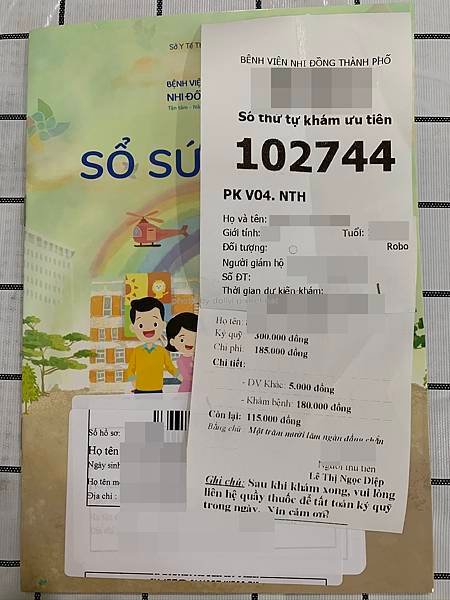 Sở Y Tế T
BỆNH VIỆ
NHI ĐỒ
SỔ SỨ
BỆNH VIỆN NHI ĐỒNG THÀNH PHỐ
Số thứ tự khám ưu tiên
102744
PK V04. NTH
Họ và tên:
Giới tính: Tuổi:
Đối tượng: Robo
Người giám hộ
Số ĐT:
Thời gian dự kiến khám:
Họ tên
Ký quỹ 300.000 đồng
Chi phí: 185.000 đồng
Chi tiết:
- DV Khác: 5.000 đồng
- Khám bệnh: 180.000 đồng
Còn lại: 115.000 đồng
Bằng chữ: Một trăm mười lăm ngàn đồng chẵn
Người thu tiền
Lê Thị Ngọc Diệp
Ghi chú: Sau khi khám xong, vui lòng
liên hệ quầy thuốc để tất toán ký quỹ
trong ngày. Xin cảm ơn!
Số hồ sơ:
Họ tên
Ngày sinh
Họ tên mẹ
Địa chỉ :